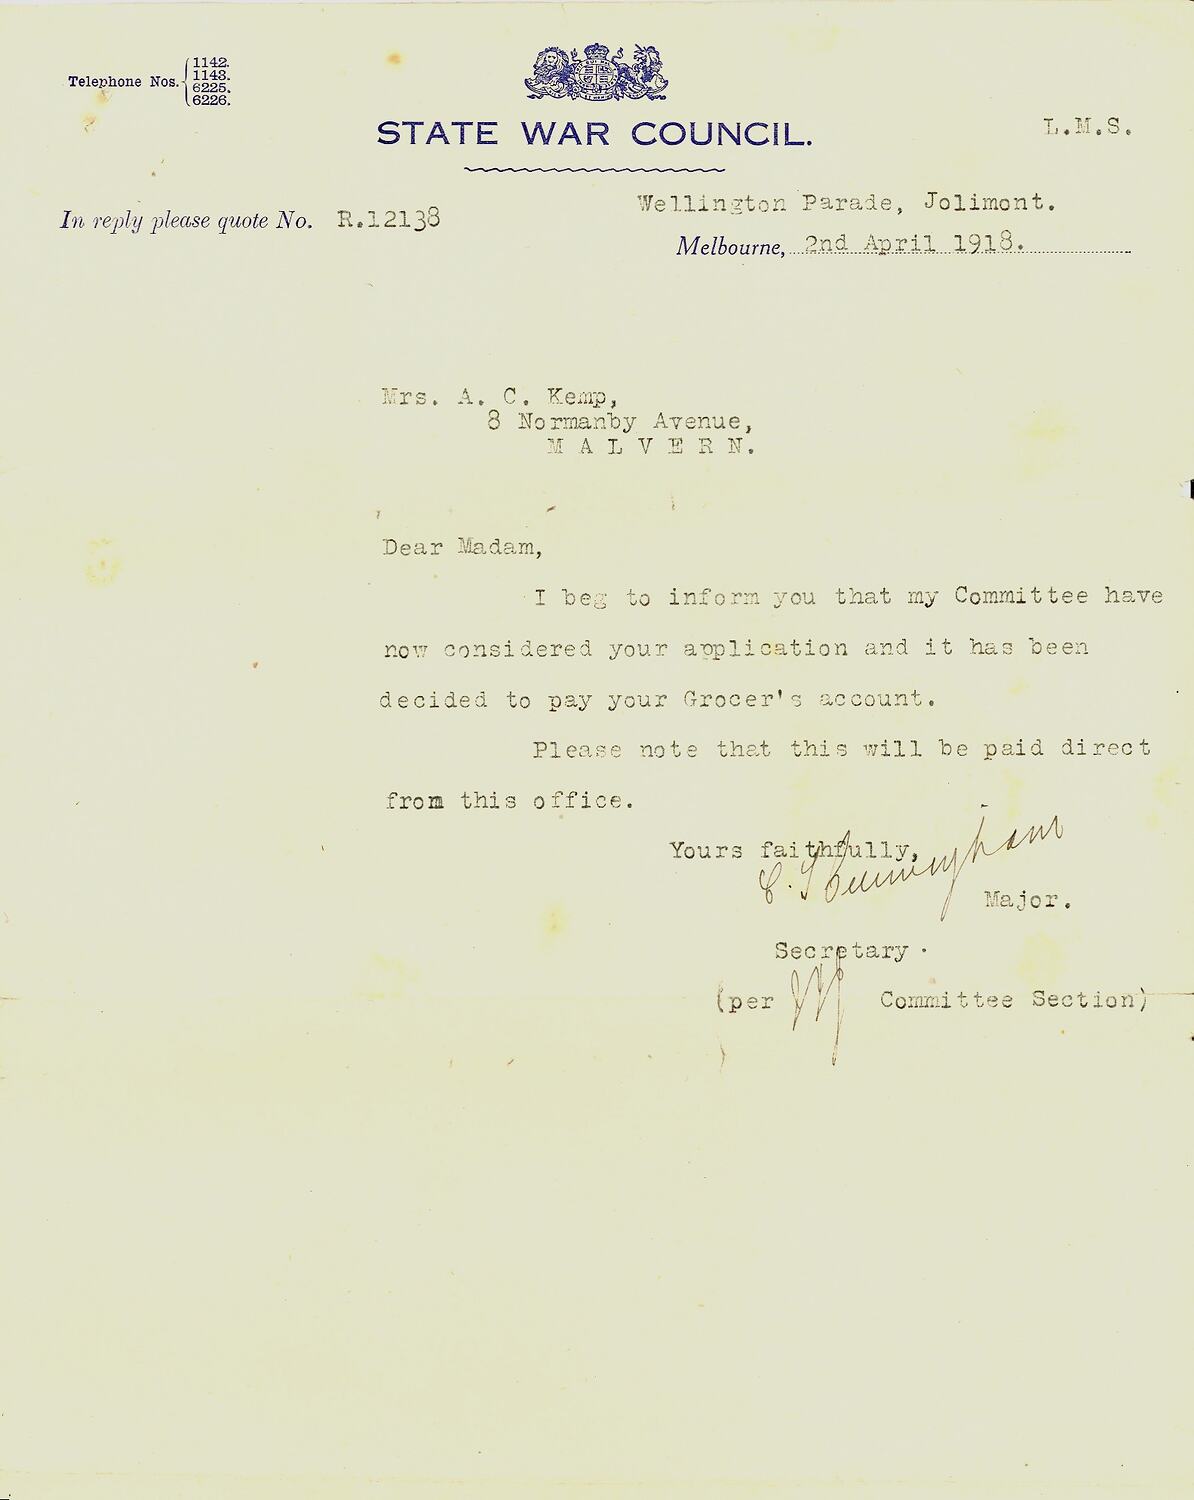 Telephone Nos. 1142.
1143.
6225.
6226.
STATE WAR COUNCIL.
L.M.S.
In reply please quote No. R.12138
Wellington Parade, Jolimont.
Melbourne, 2nd April 1918.
Mrs. A. C. Kemp,
8 Normanby Avenue,
M A L V E R N.
Dear Madam,
I beg to inform you that my Committee have
now considered your application and it has been
decided to pay your Grocer's account.
Please note that this will be paid direct
from this office.
Yours faithfully,
Cunningham
Major.
Secretary.
(per Committee Section)